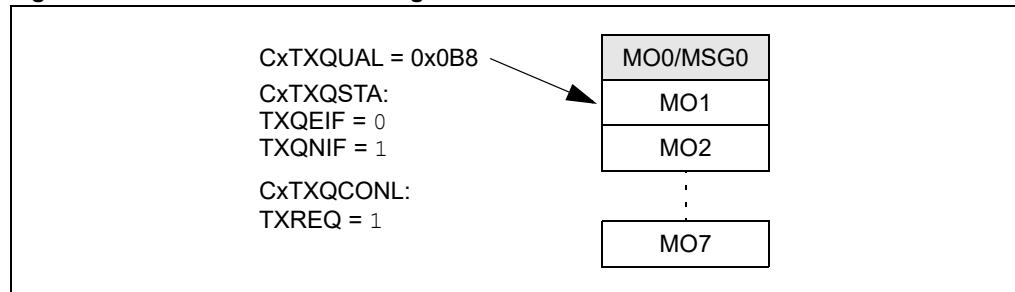 CxTXQUAL = 0x0B8
CxTXQSTA:
TXQEIF = 0
TXQNIF = 1
CxTXQCONL:
TXREQ = 1
MO0/MSG0
MO1
MO2
MO7